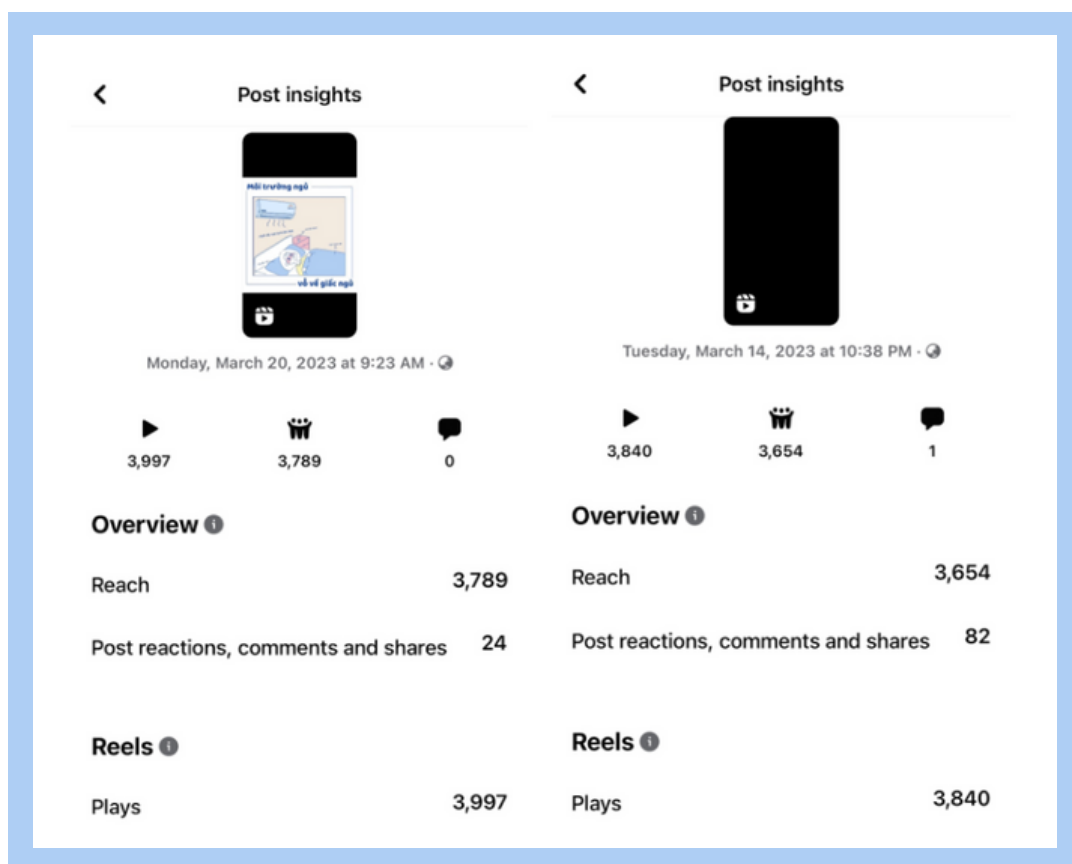 Post insights
Môi trường ngủ
vỗ về giấc ngủ
Monday, March 20, 2023 at 9:23 AM ·
3,997 3,789 0
Overview
Reach 3,789
Post reactions, comments and shares 24
Reels
Plays 3,997
Post insights
Tuesday, March 14, 2023 at 10:38 PM ·
3,840 3,654 1
Overview
Reach 3,654
Post reactions, comments and shares 82
Reels
Plays 3,840